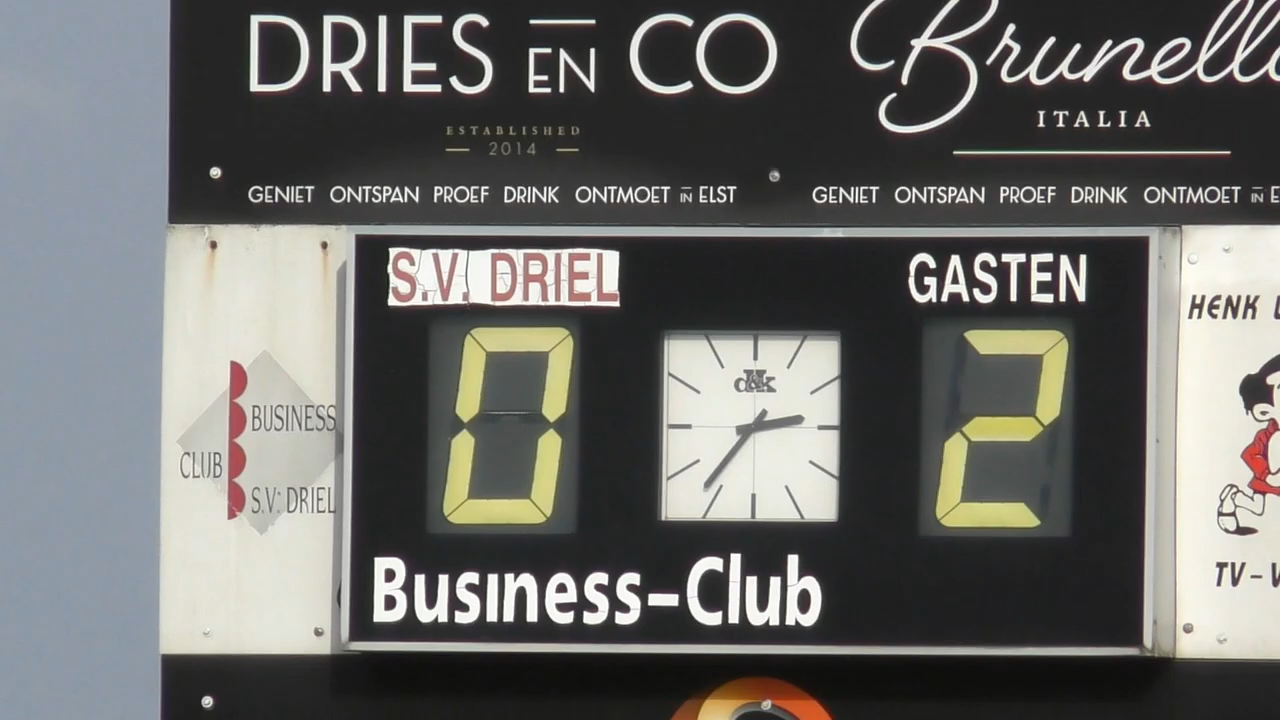 DRIES EN CO
ESTABLISHED
2014
GENIET ONTSPAN PROEF DRINK ONTMOET IN ELST
ITALIA
GENIET ONTSPAN PROEF DRINK ONTMOET IN
S.V. DRIEL
GASTEN
0
2
BUSINESS
CLUB
S.V. DRIEL
Business-Club
HENK
TV-